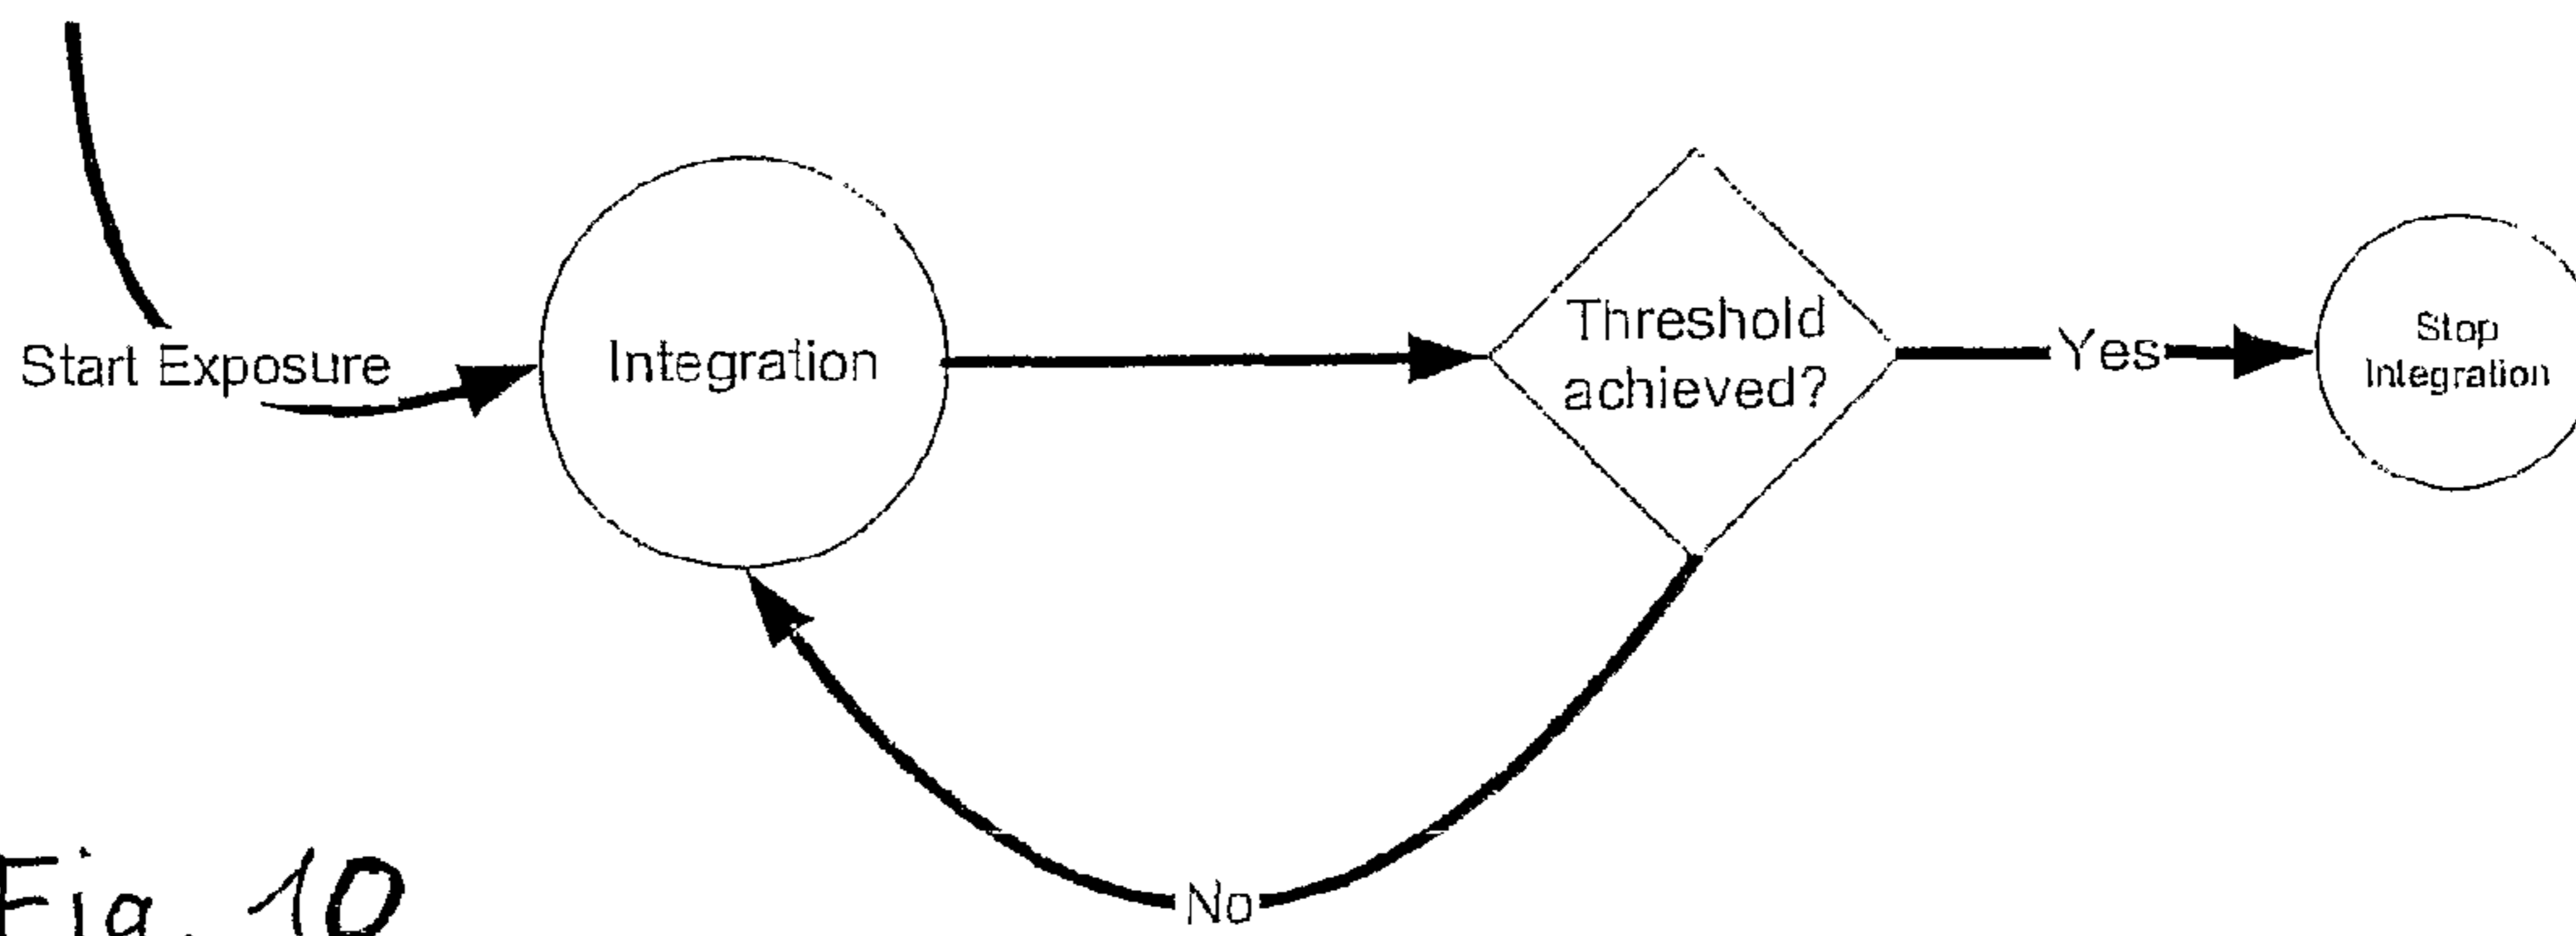 Start Exposure
Integration
Threshold
achieved?
Yes
Stop
Integration
No
Fig. 10